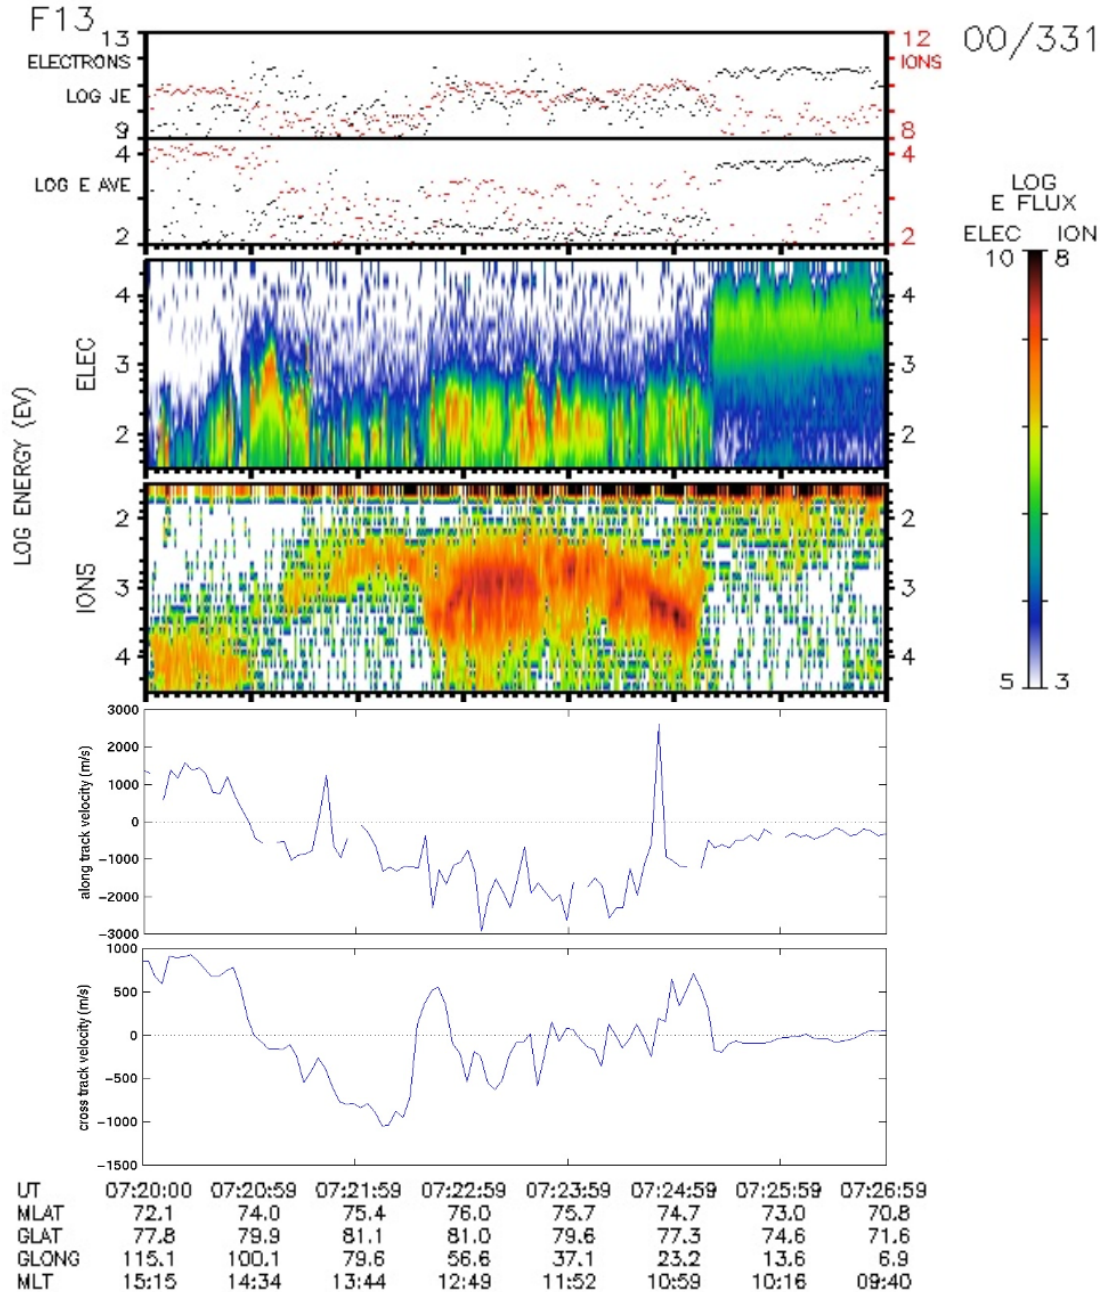 F13
00/331
13
12
ELECTRONS
IONS
LOG JE
9
8
4
4
LOG E AVE
2
2
LOG
E FLUX
ELEC ION
10 8
5 3
LOG ENERGY (EV)
ELEC
4 4
3 3
2 2
IONS
2 2
3 3
4 4
along track velocity (m/s)
3000
2000
1000
0
−1000
−2000
−3000
cross track velocity (m/s)
1000
500
0
−500
−1000
−1500
UT 07:20:00 07:20:59 07:21:59 07:22:59 07:23:59 07:24:59 07:25:59 07:26:59
MLAT 72.1 74.0 75.4 76.0 75.7 74.7 73.0 70.8
GLAT 77.8 79.9 81.1 81.0 79.6 77.3 74.6 71.6
GLONG 115.1 100.1 79.6 56.6 37.1 23.2 13.6 6.9
MLT 15:15 14:34 13:44 12:49 11:52 10:59 10:16 09:40